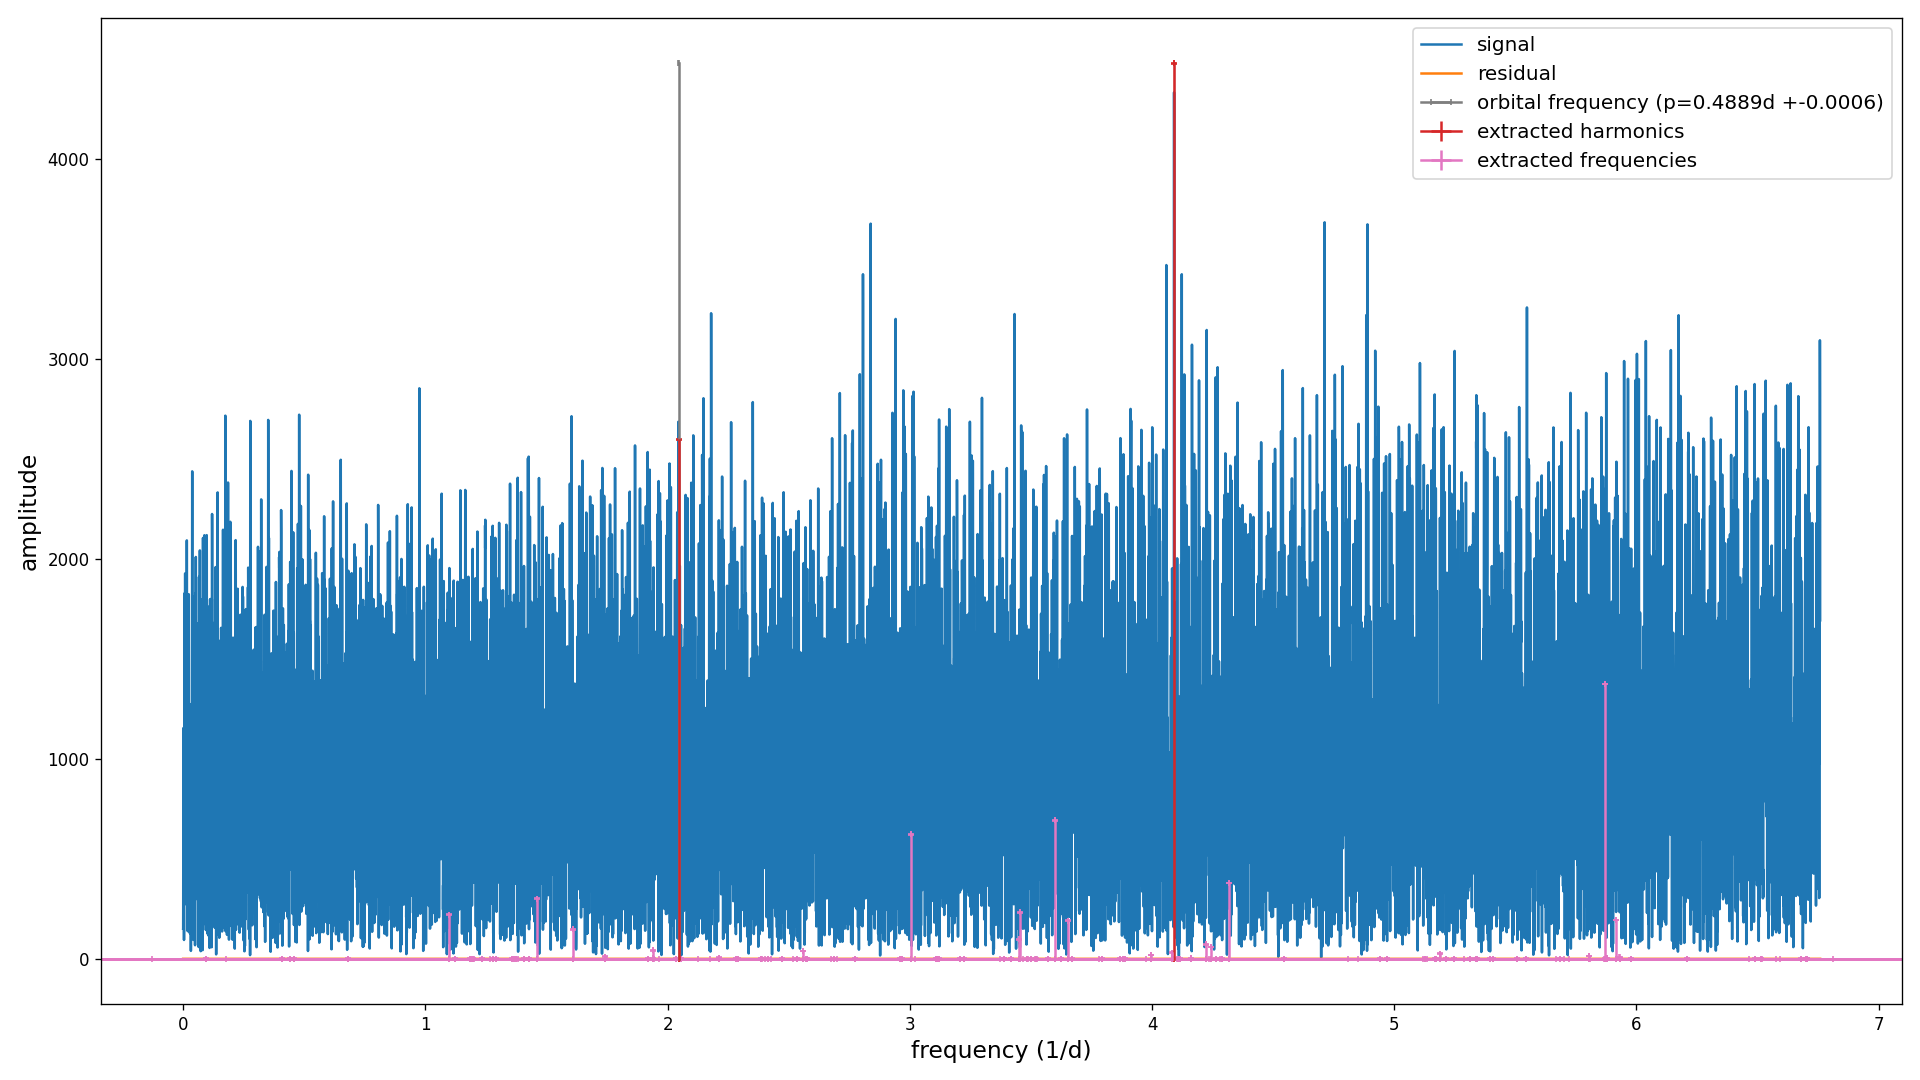 signal
residual
orbital frequency (p=0.4889d +-0.0006)
extracted harmonics
extracted frequencies
amplitude
4000
3000
2000
1000
0
0 1 2 3 4 5 6 7
frequency (1/d)